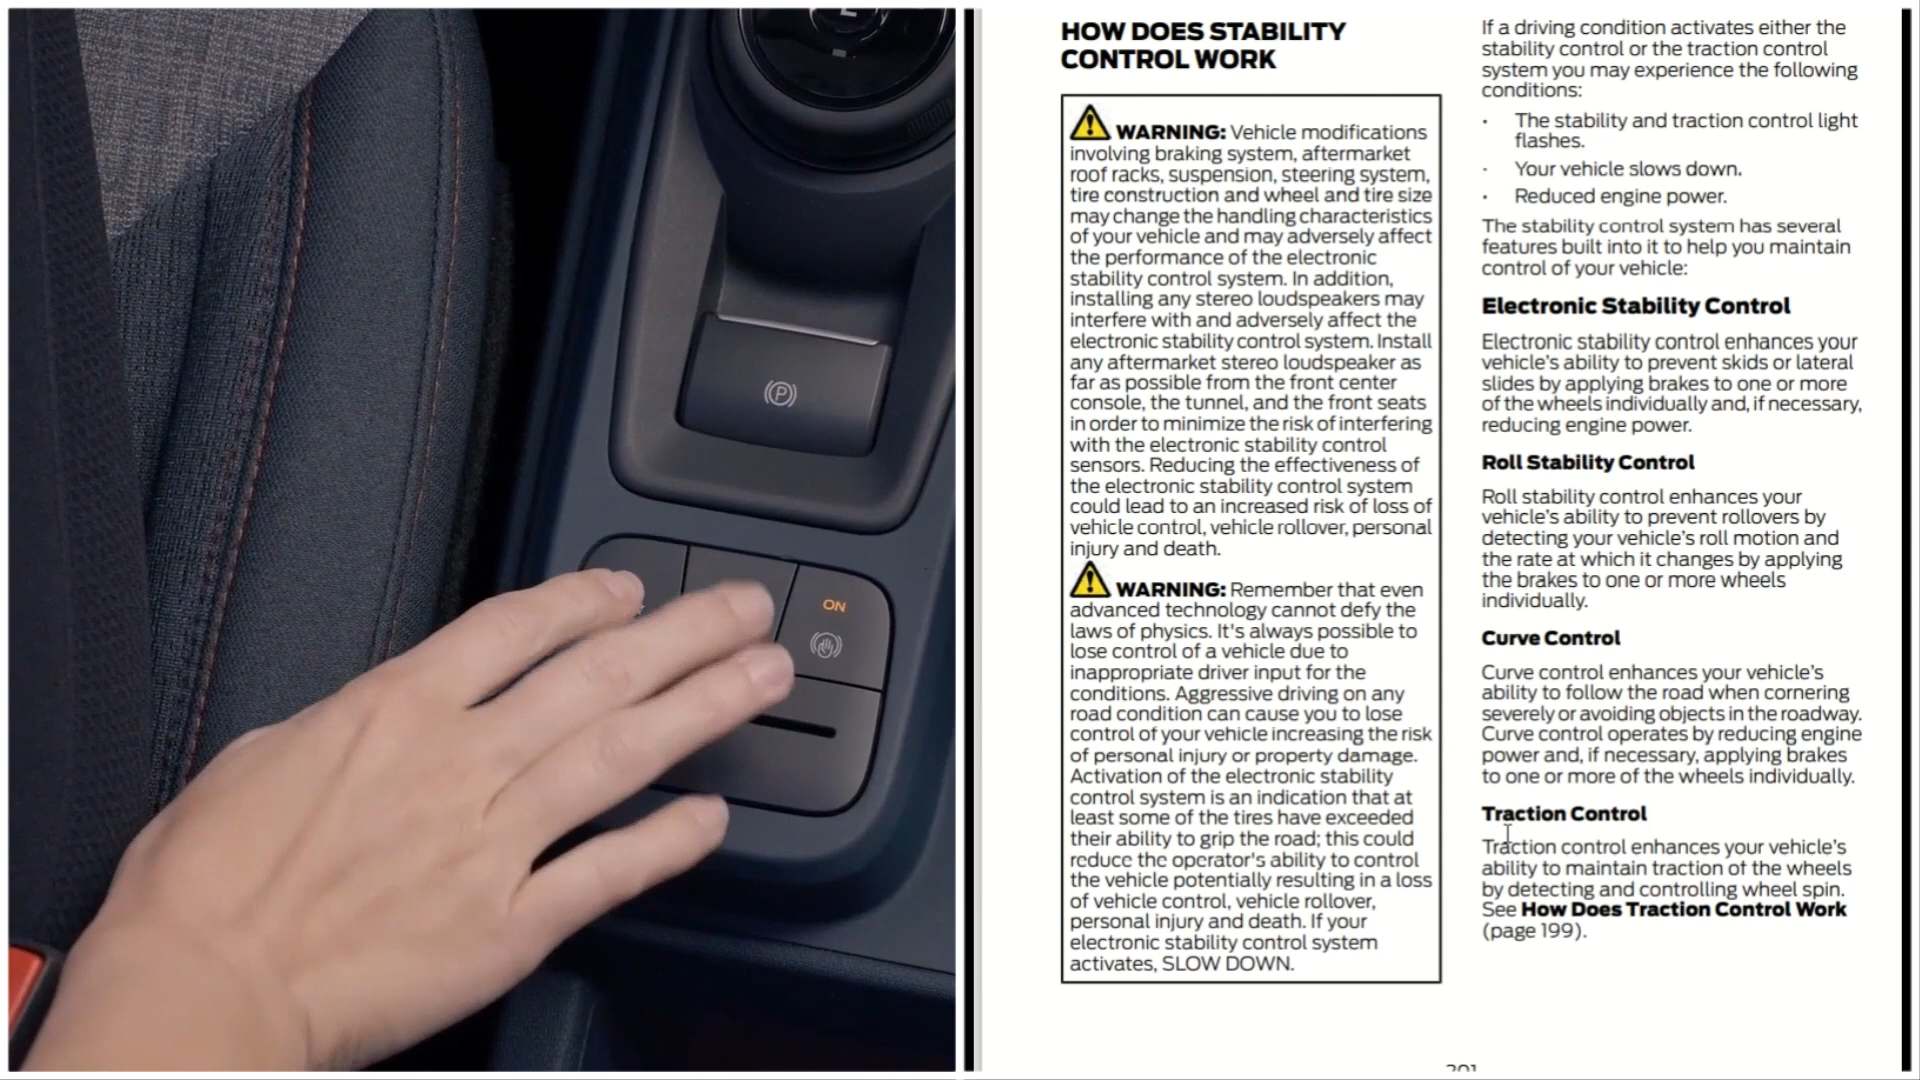 P
ON
HOW DOES STABILITY
CONTROL WORK
WARNING: Vehicle modifications
involving braking system, aftermarket
roof racks, suspension, steering system,
tire construction and wheel and tire size
may change the handling characteristics
of your vehicle and may adversely affect
the performance of the electronic
stability control system. In addition,
installing any stereo loudspeakers may
interfere with and adversely affect the
electronic stability control system. Install
any aftermarket stereo loudspeaker as
far as possible from the front center
console, the tunnel, and the front seats
in order to minimize the risk of interfering
with the electronic stability control
sensors. Reducing the effectiveness of
the electronic stability control system
could lead to an increased risk of loss of
vehicle control, vehicle rollover, personal
injury and death.
WARNING: Remember that even
advanced technology cannot defy the
laws of physics. It's always possible to
lose control of a vehicle due to
inappropriate driver input for the
conditions. Aggressive driving on any
road condition can cause you to lose
control of your vehicle increasing the risk
of personal injury or property damage.
Activation of the electronic stability
control system is an indication that at
least some of the tires have exceeded
their ability to grip the road; this could
reduce the operator's ability to control
the vehicle potentially resulting in a loss
of vehicle control, vehicle rollover,
personal injury and death. If your
electronic stability control system
activates, SLOW DOWN.
If a driving condition activates either the
stability control or the traction control
system you may experience the following
conditions:
· The stability and traction control light
flashes.
· Your vehicle slows down.
· Reduced engine power.
The stability control system has several
features built into it to help you maintain
control of your vehicle:
Electronic Stability Control
Electronic stability control enhances your
vehicle's ability to prevent skids or lateral
slides by applying brakes to one or more
of the wheels individually and, if necessary,
reducing engine power.
Roll Stability Control
Roll stability control enhances your
vehicle's ability to prevent rollovers by
detecting your vehicle's roll motion and
the rate at which it changes by applying
the brakes to one or more wheels
individually.
Curve Control
Curve control enhances your vehicle's
ability to follow the road when cornering
severely or avoiding objects in the roadway.
Curve control operates by reducing engine
power and, if necessary, applying brakes
to one or more of the wheels individually.
Traction Control
Traction control enhances your vehicle's
ability to maintain traction of the wheels
by detecting and controlling wheel spin.
See How Does Traction Control Work
(page 199).